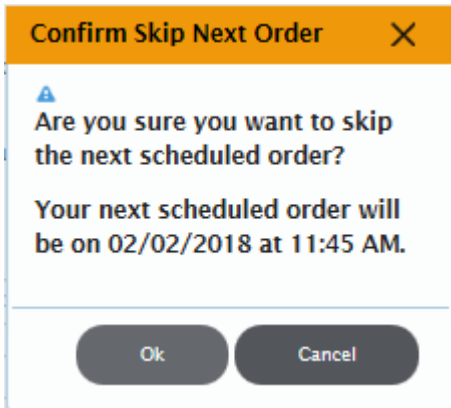 Confirm Skip Next Order
Are you sure you want to skip
the next scheduled order?
Your next scheduled order will
be on 02/02/2018 at 11:45 AM.
Ok
Cancel